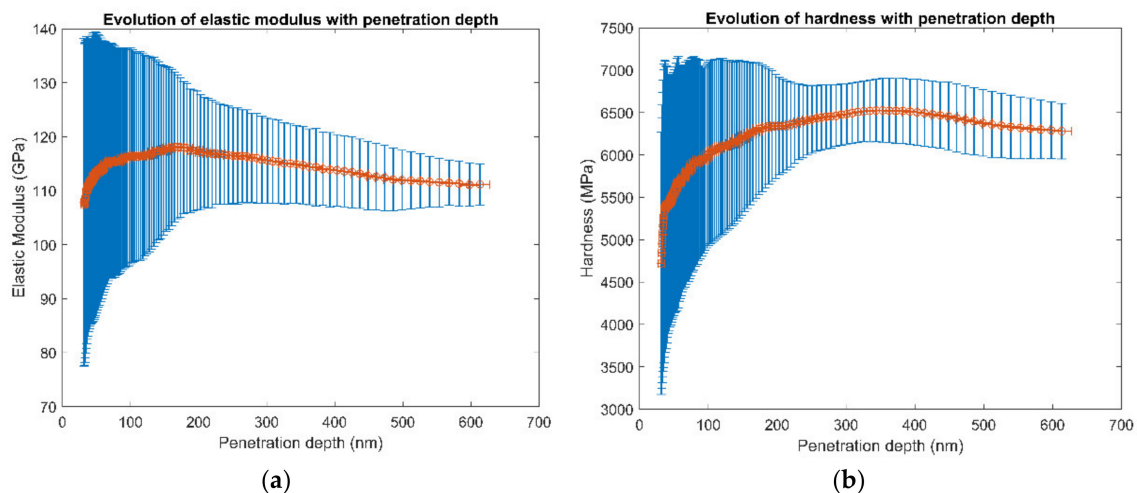 Evolution of elastic modulus with penetration depth
140
130
120
110
100
90
80
70
Elastic Modulus (GPa)
0 100 200 300 400 500 600 700
Penetration depth (nm)
(a)
Evolution of hardness with penetration depth
7500
7000
6500
6000
5500
5000
4500
4000
3500
3000
Hardness (MPa)
0 100 200 300 400 500 600 700
Penetration depth (nm)
(b)